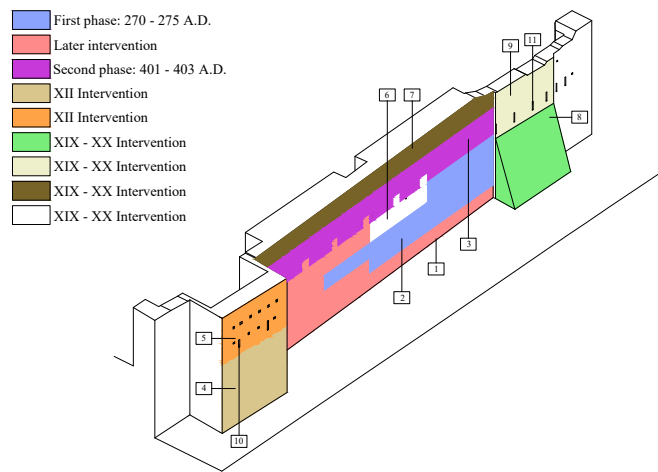 First phase: 270 - 275 A.D.
Later intervention
Second phase: 401 - 403 A.D.
XII Intervention
XII Intervention
XIX - XX Intervention
XIX - XX Intervention
XIX - XX Intervention
XIX - XX Intervention
9
11
6
7
8
3
1
2
5
4
10